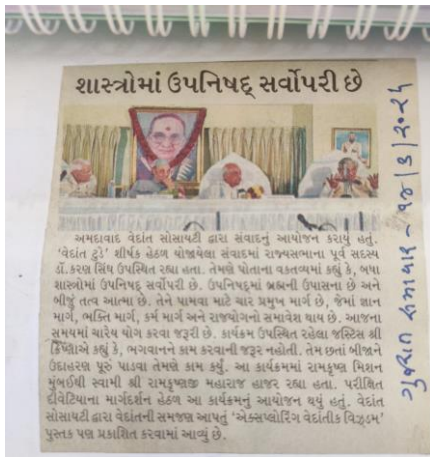 શાસ્ત્રોમાં ઉપનિષદ્ સર્વોપરી છે
અમદાવાદ વેદાંત સોસાયટી દ્વારા સંવાદનું આયોજન કરાયું હતું.
'વેદાંત ટુડે' શીર્ષક હેઠળ યોજાયેલા સંવાદમાં રાજ્યસભાના પૂર્વ સદસ્ય
ડૉ.કરણ સિંઘ ઉપસ્થિત રહ્યા હતા. તેમણે પોતાના વક્તવ્યમાં કહ્યું કે, બધા
શાસ્ત્રોમાં ઉપનિષદ્ સર્વોપરી છે. ઉપનિષદ્માં બ્રહ્મની ઉપાસના છે અને
બીજું તત્વ આત્મા છે. તેને પામવા માટે ચાર પ્રમુખ માર્ગ છે, જેમાં જ્ઞાન
માર્ગ, ભક્તિ માર્ગ, કર્મ માર્ગ અને રાજયોગનો સમાવેશ થાય છે. આજના
સમયમાં ચારેય યોગ કરવા જરૂરી છે. કાર્યક્રમ ઉપસ્થિત રહેલા જસ્ટિસ શ્રી
ક્રિષ્ણાએ કહ્યું કે, ભગવાનને કામ કરવાની જરૂર નહોતી. તેમ છતાં બીજાને
ઉદાહરણ પૂરું પાડવા તેમણે કામ કર્યું. આ કાર્યક્રમમાં રામકૃષ્ણ મિશન
મુંબઈથી સ્વામી શ્રી રામકૃષ્ણજી મહારાજ હાજર રહ્યા હતા. પરીક્ષિત
દીવેટિયાના માર્ગદર્શન હેઠળ આ કાર્યક્રમનું આયોજન થયું હતું. વેદાંત
સોસાયટી દ્વારા વેદાંતની સમજણ આપતું 'એક્સપ્લોરિંગ વેદાંતીક વિઝ્ડમ'
પુસ્તક પણ પ્રકાશિત કરવામાં આવ્યું છે.
ગુજરાત સમાચાર -